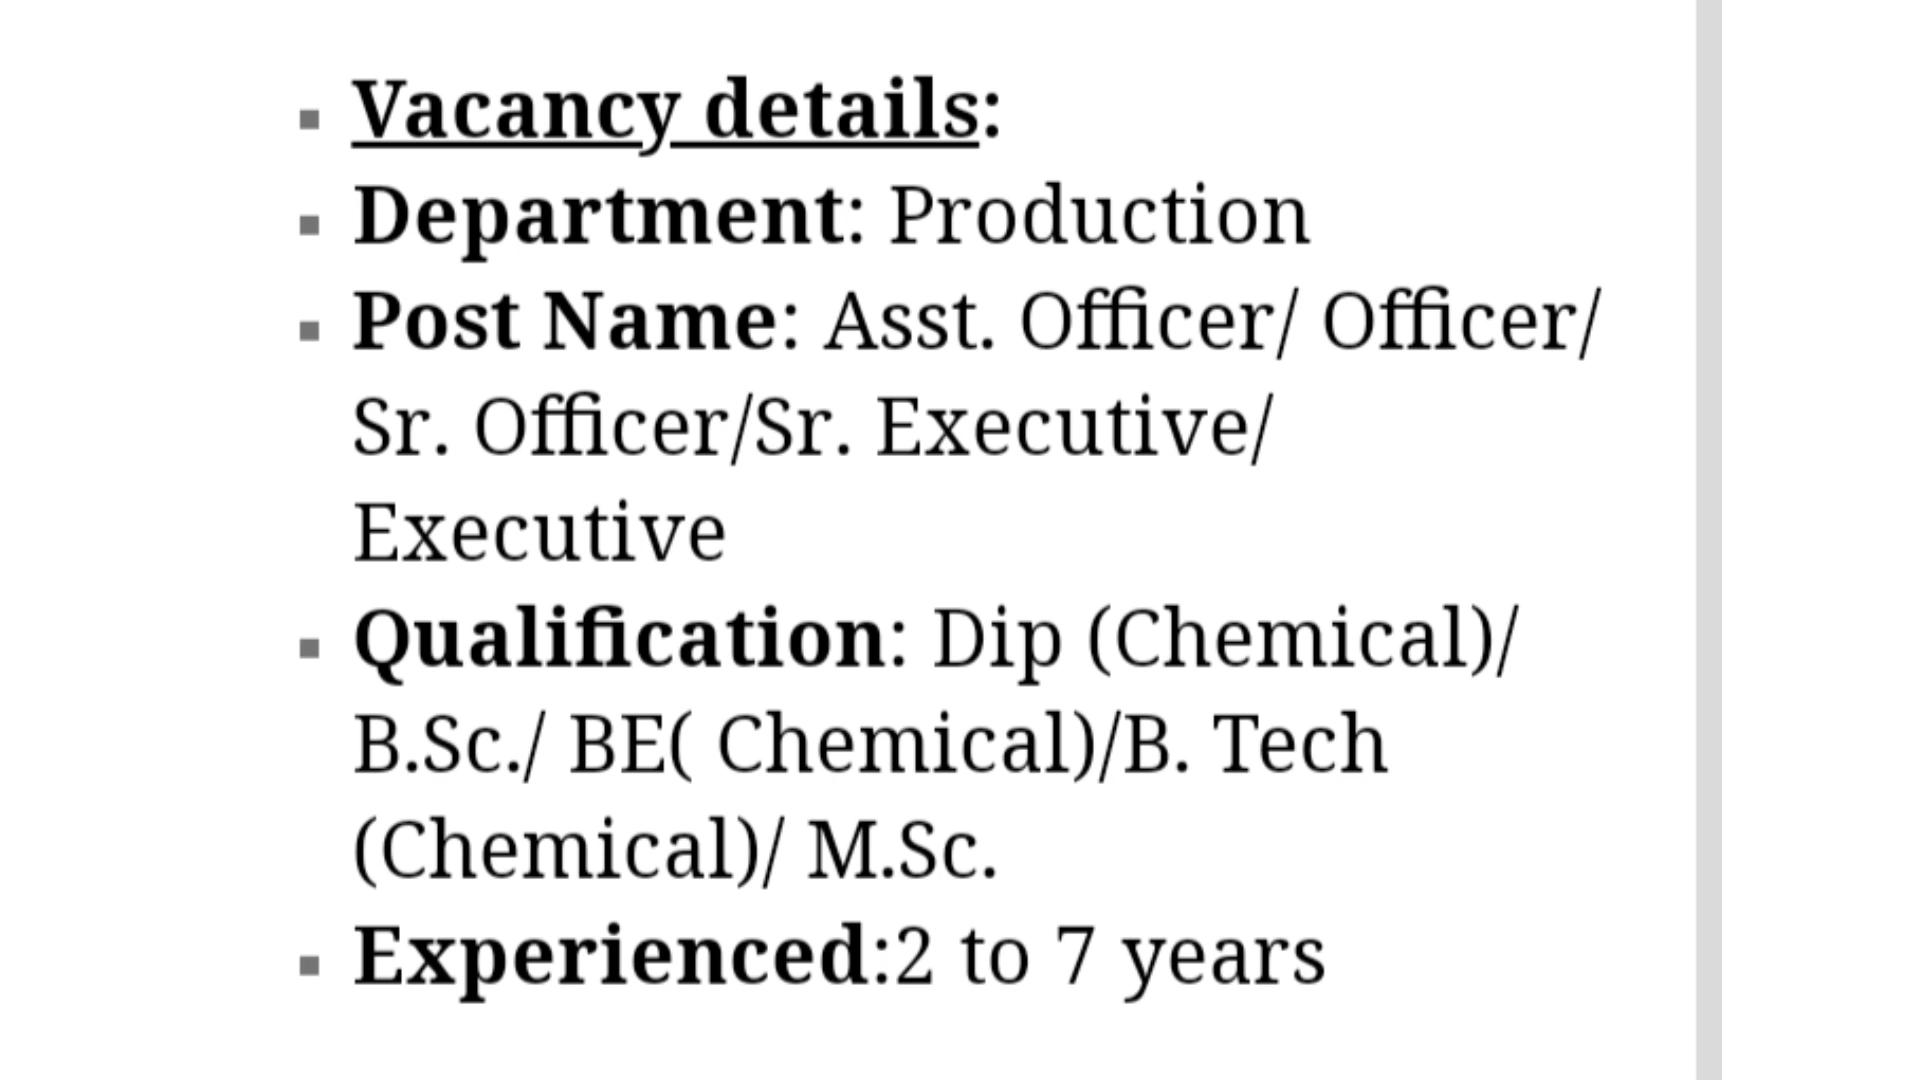 Vacancy details:
Department: Production
Post Name: Asst. Officer/ Officer/
Sr. Officer/Sr. Executive/
Executive
Qualification: Dip (Chemical)/
B.Sc./ BE( Chemical)/B. Tech
(Chemical)/ M.Sc.
Experienced:2 to 7 years